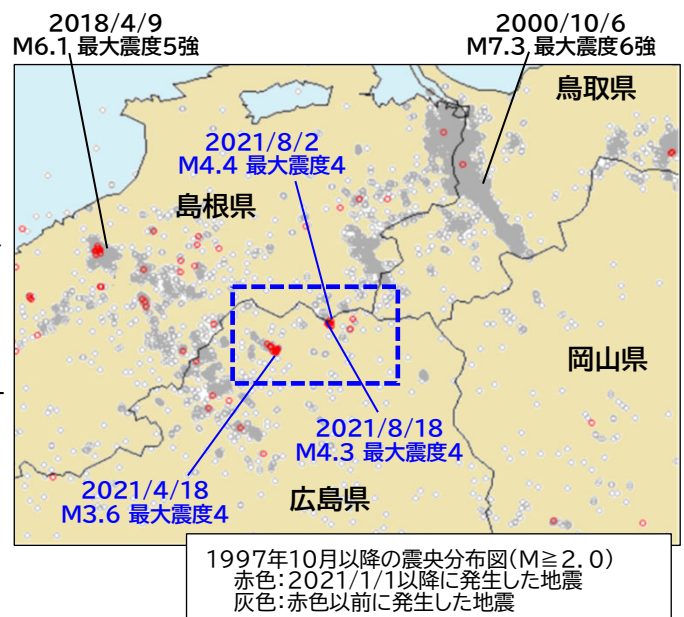 2018/4/9
M6.1 最大震度5強
2000/10/6
M7.3 最大震度6強
鳥取県
2021/8/2
M4.4 最大震度4
島根県
岡山県
2021/8/18
M4.3 最大震度4
2021/4/18
M3.6 最大震度4
広島県
1997年10月以降の震央分布図(M≧2.0)
赤色:2021/1/1以降に発生した地震
灰色:赤色以前に発生した地震